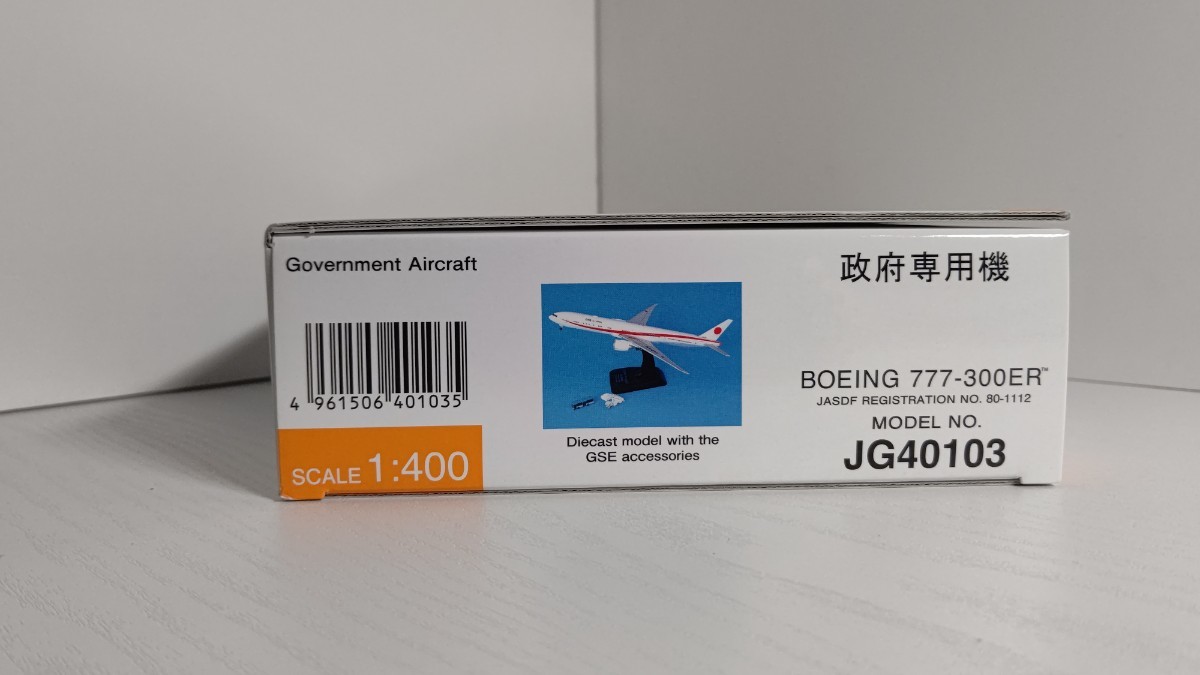 Government Aircraft
4 961506 401035
SCALE 1:400
Diecast model with the
GSE accessories
政府専用機
BOEING 777-300ER™
JASDF REGISTRATION NO. 80-1112
MODEL NO.
JG40103